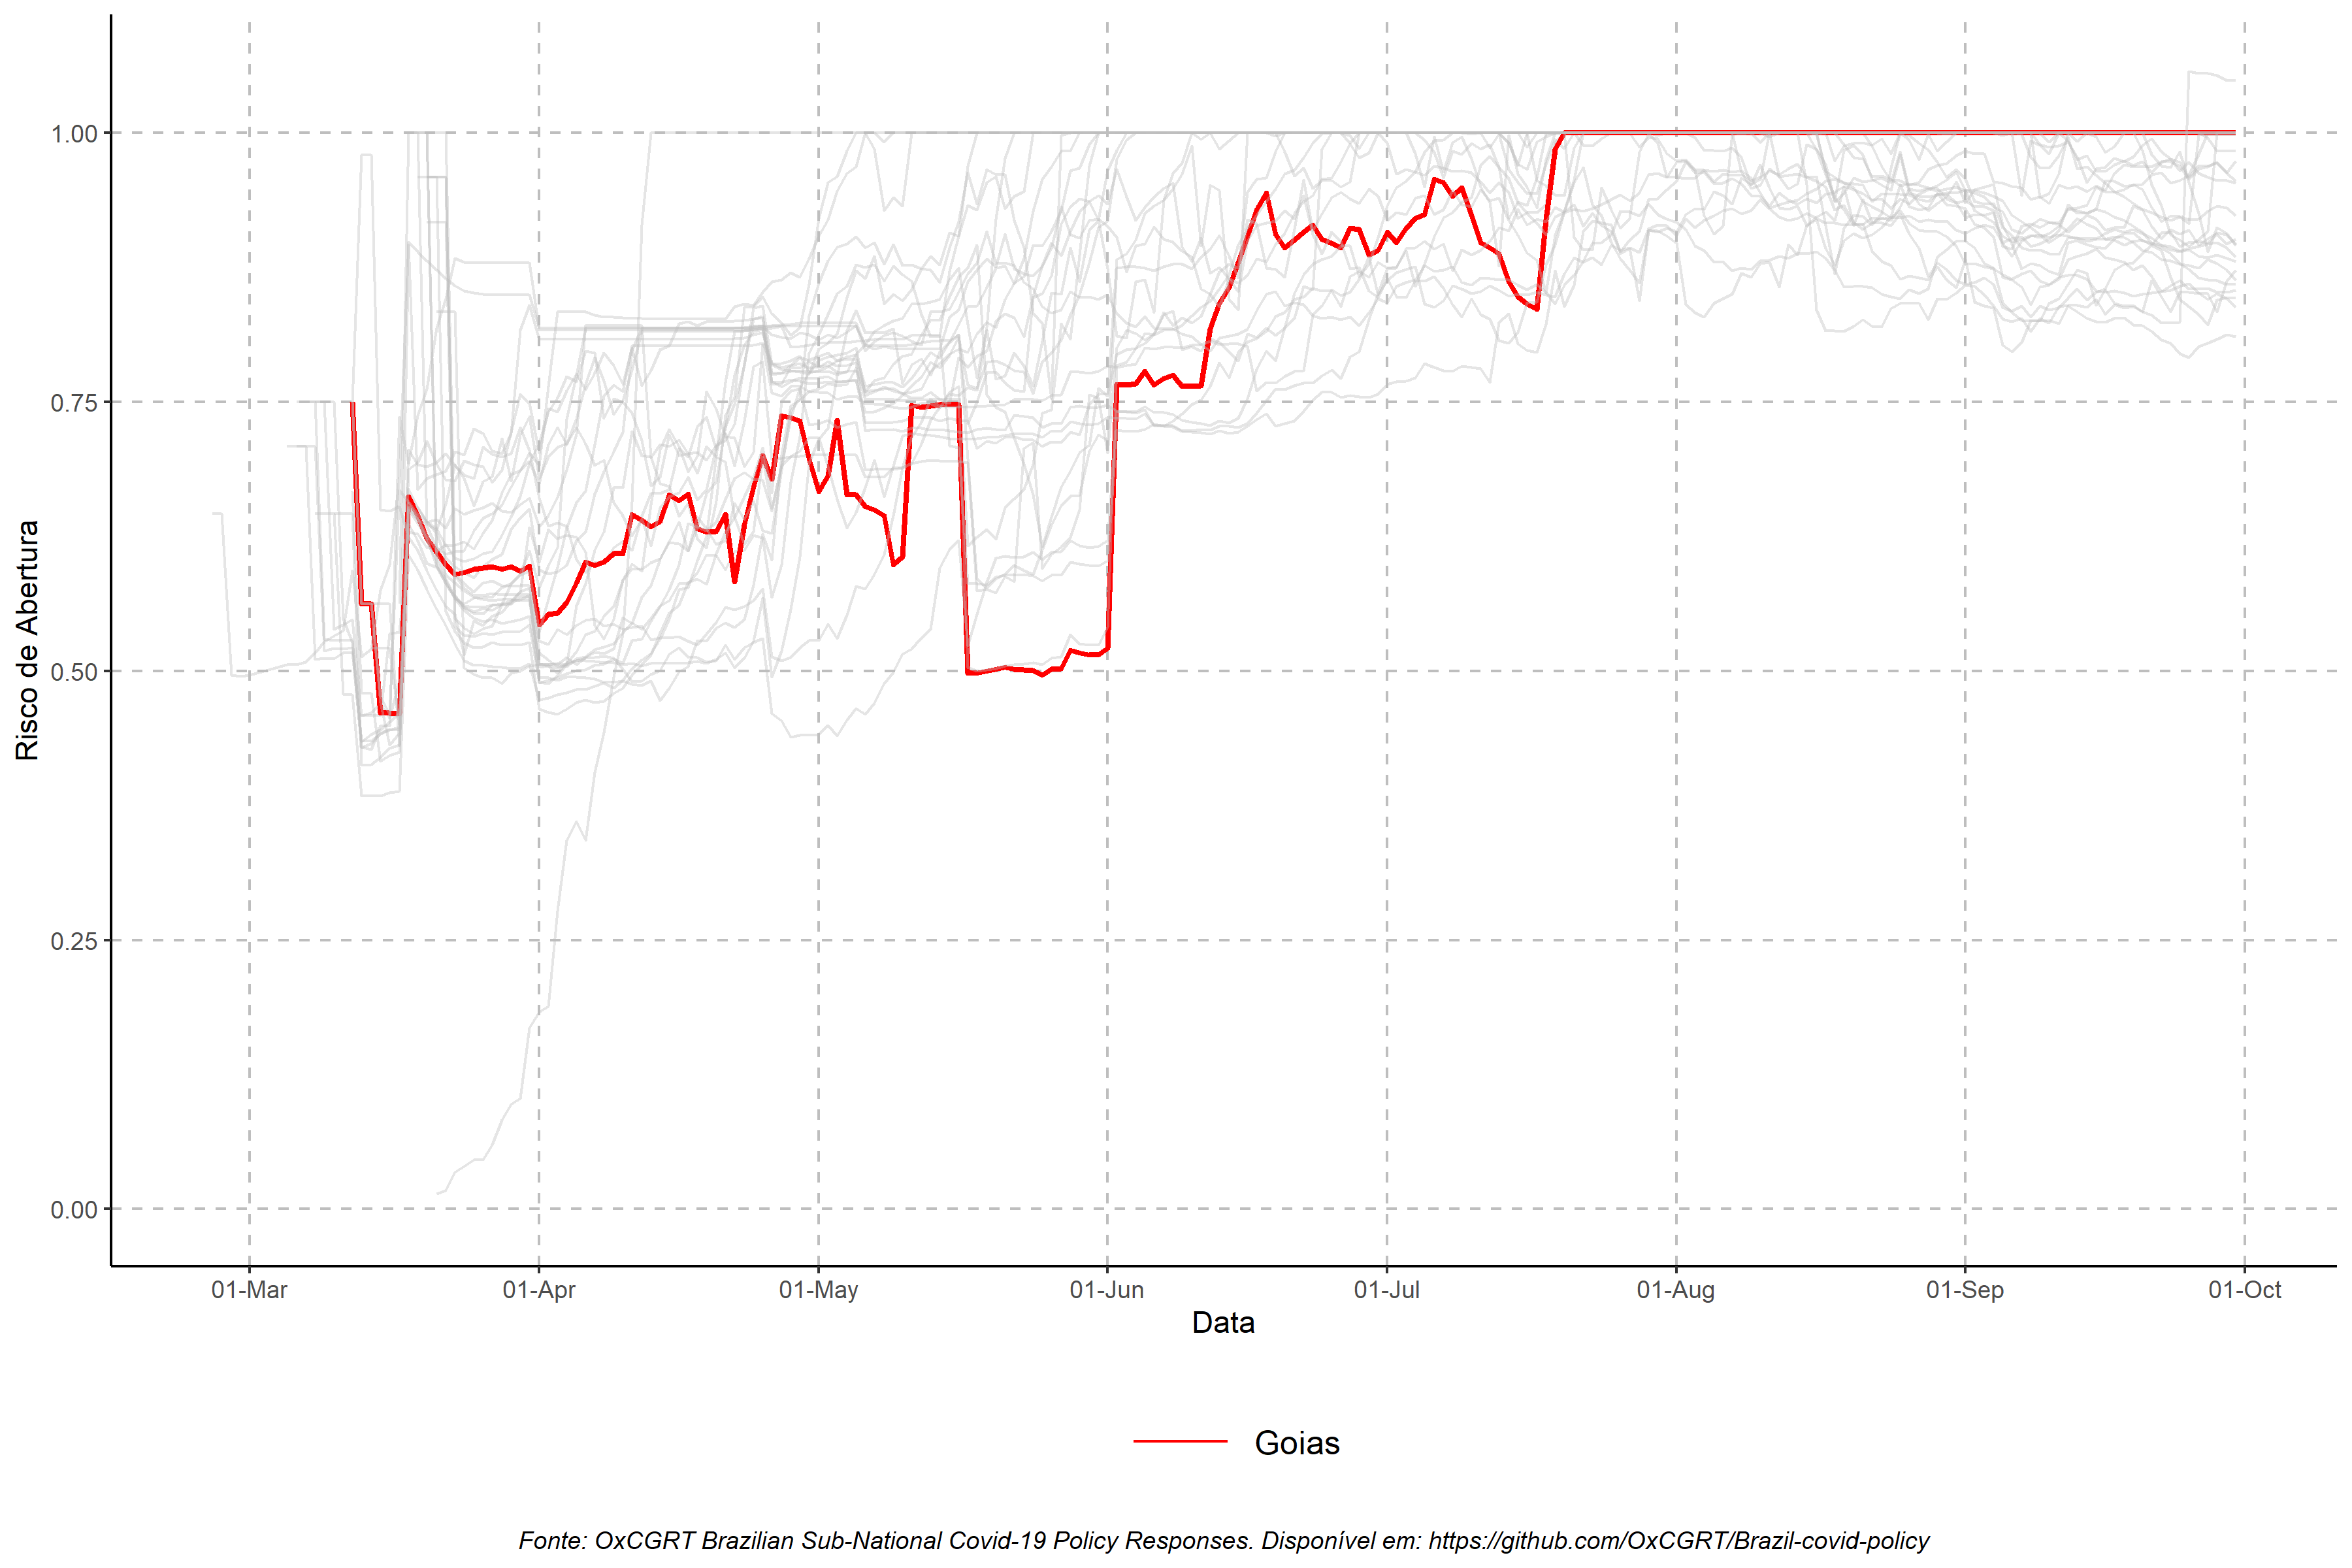 1.00
0.75
0.50
0.25
0.00
Risco de Abertura
01-Mar 01-Apr 01-May 01-Jun 01-Jul 01-Aug 01-Sep 01-Oct
Data
Goias
Fonte: OxCGRT Brazilian Sub-National Covid-19 Policy Responses. Disponível em: https://github.com/OxCGRT/Brazil-covid-policy